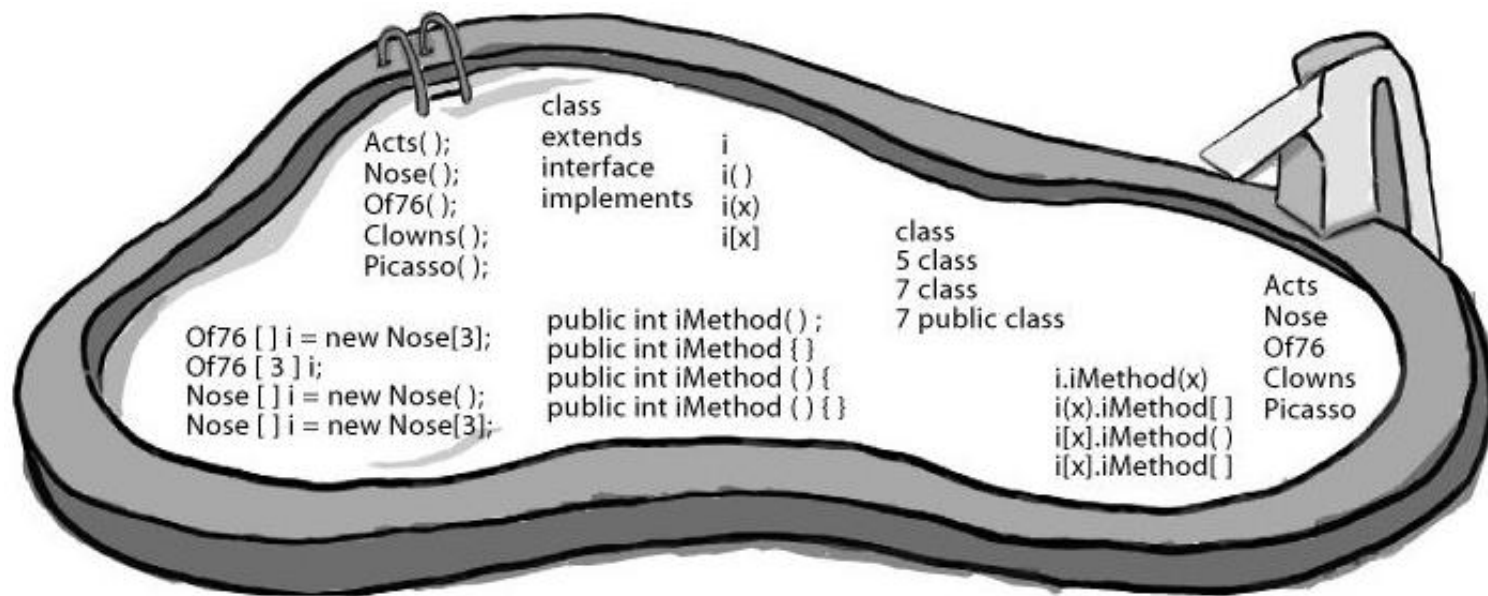 Acts( );
Nose( );
Of76( );
Clowns( );
Picasso( );
class
extends
interface
implements
i
i( )
i(x)
i[x]
class
5 class
7 class
7 public class
Acts
Nose
Of76
Clowns
Picasso
Of76 [ ] i = new Nose[3];
Of76 [ 3 ] i;
Nose [ ] i = new Nose( );
Nose [ ] i = new Nose[3];
public int iMethod( ) ;
public int iMethod { }
public int iMethod ( ) {
public int iMethod ( ) { }
i.iMethod(x)
i(x).iMethod[ ]
i[x].iMethod( )
i[x].iMethod[ ]